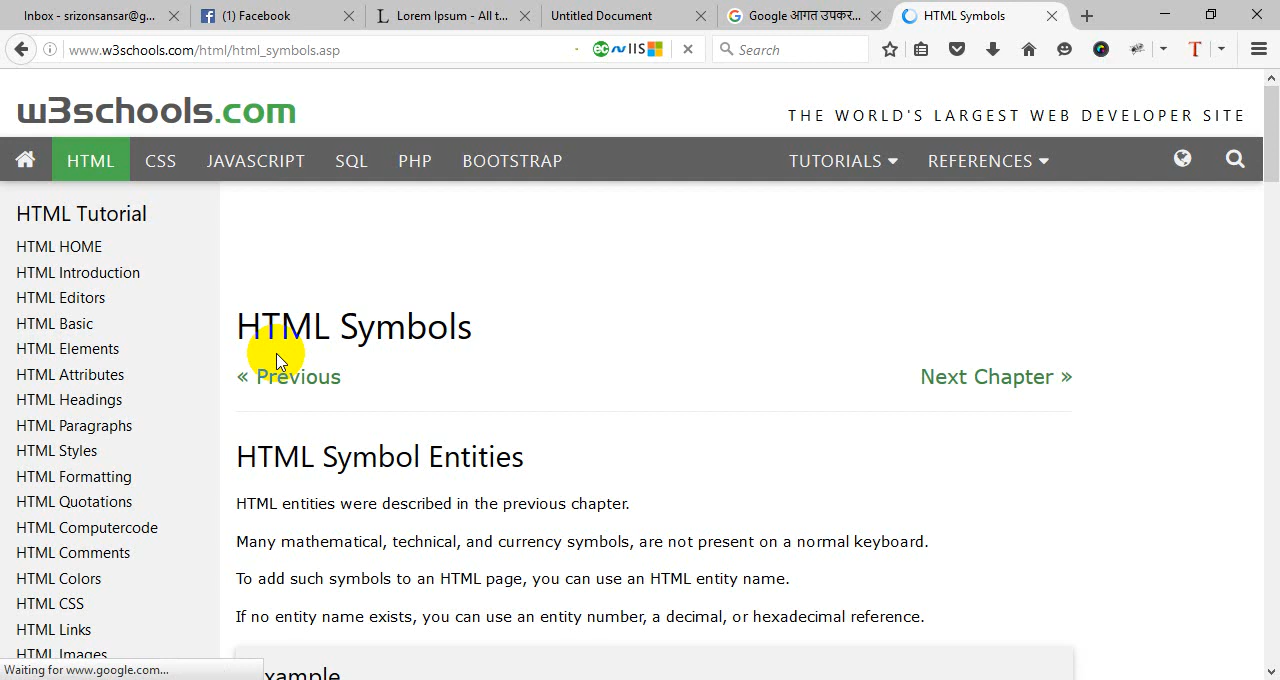 Inbox - srizonsansar@g...
(1) Facebook
Lorem Ipsum - All t...
Untitled Document
Google आगत उपकर...
HTML Symbols
www.w3schools.com/html/html_symbols.asp
IIS
Search
w3schools.com
THE WORLD'S LARGEST WEB DEVELOPER SITE
HTML CSS JAVASCRIPT SQL PHP BOOTSTRAP TUTORIALS REFERENCES
HTML Tutorial
HTML HOME
HTML Introduction
HTML Editors
HTML Basic
HTML Elements
HTML Attributes
HTML Headings
HTML Paragraphs
HTML Styles
HTML Formatting
HTML Quotations
HTML Computercode
HTML Comments
HTML Colors
HTML CSS
HTML Links
HTML Images
HTML Symbols
« Previous
Next Chapter »
HTML Symbol Entities
HTML entities were described in the previous chapter.
Many mathematical, technical, and currency symbols, are not present on a normal keyboard.
To add such symbols to an HTML page, you can use an HTML entity name.
If no entity name exists, you can use an entity number, a decimal, or hexadecimal reference.
xample
Waiting for www.google.com...